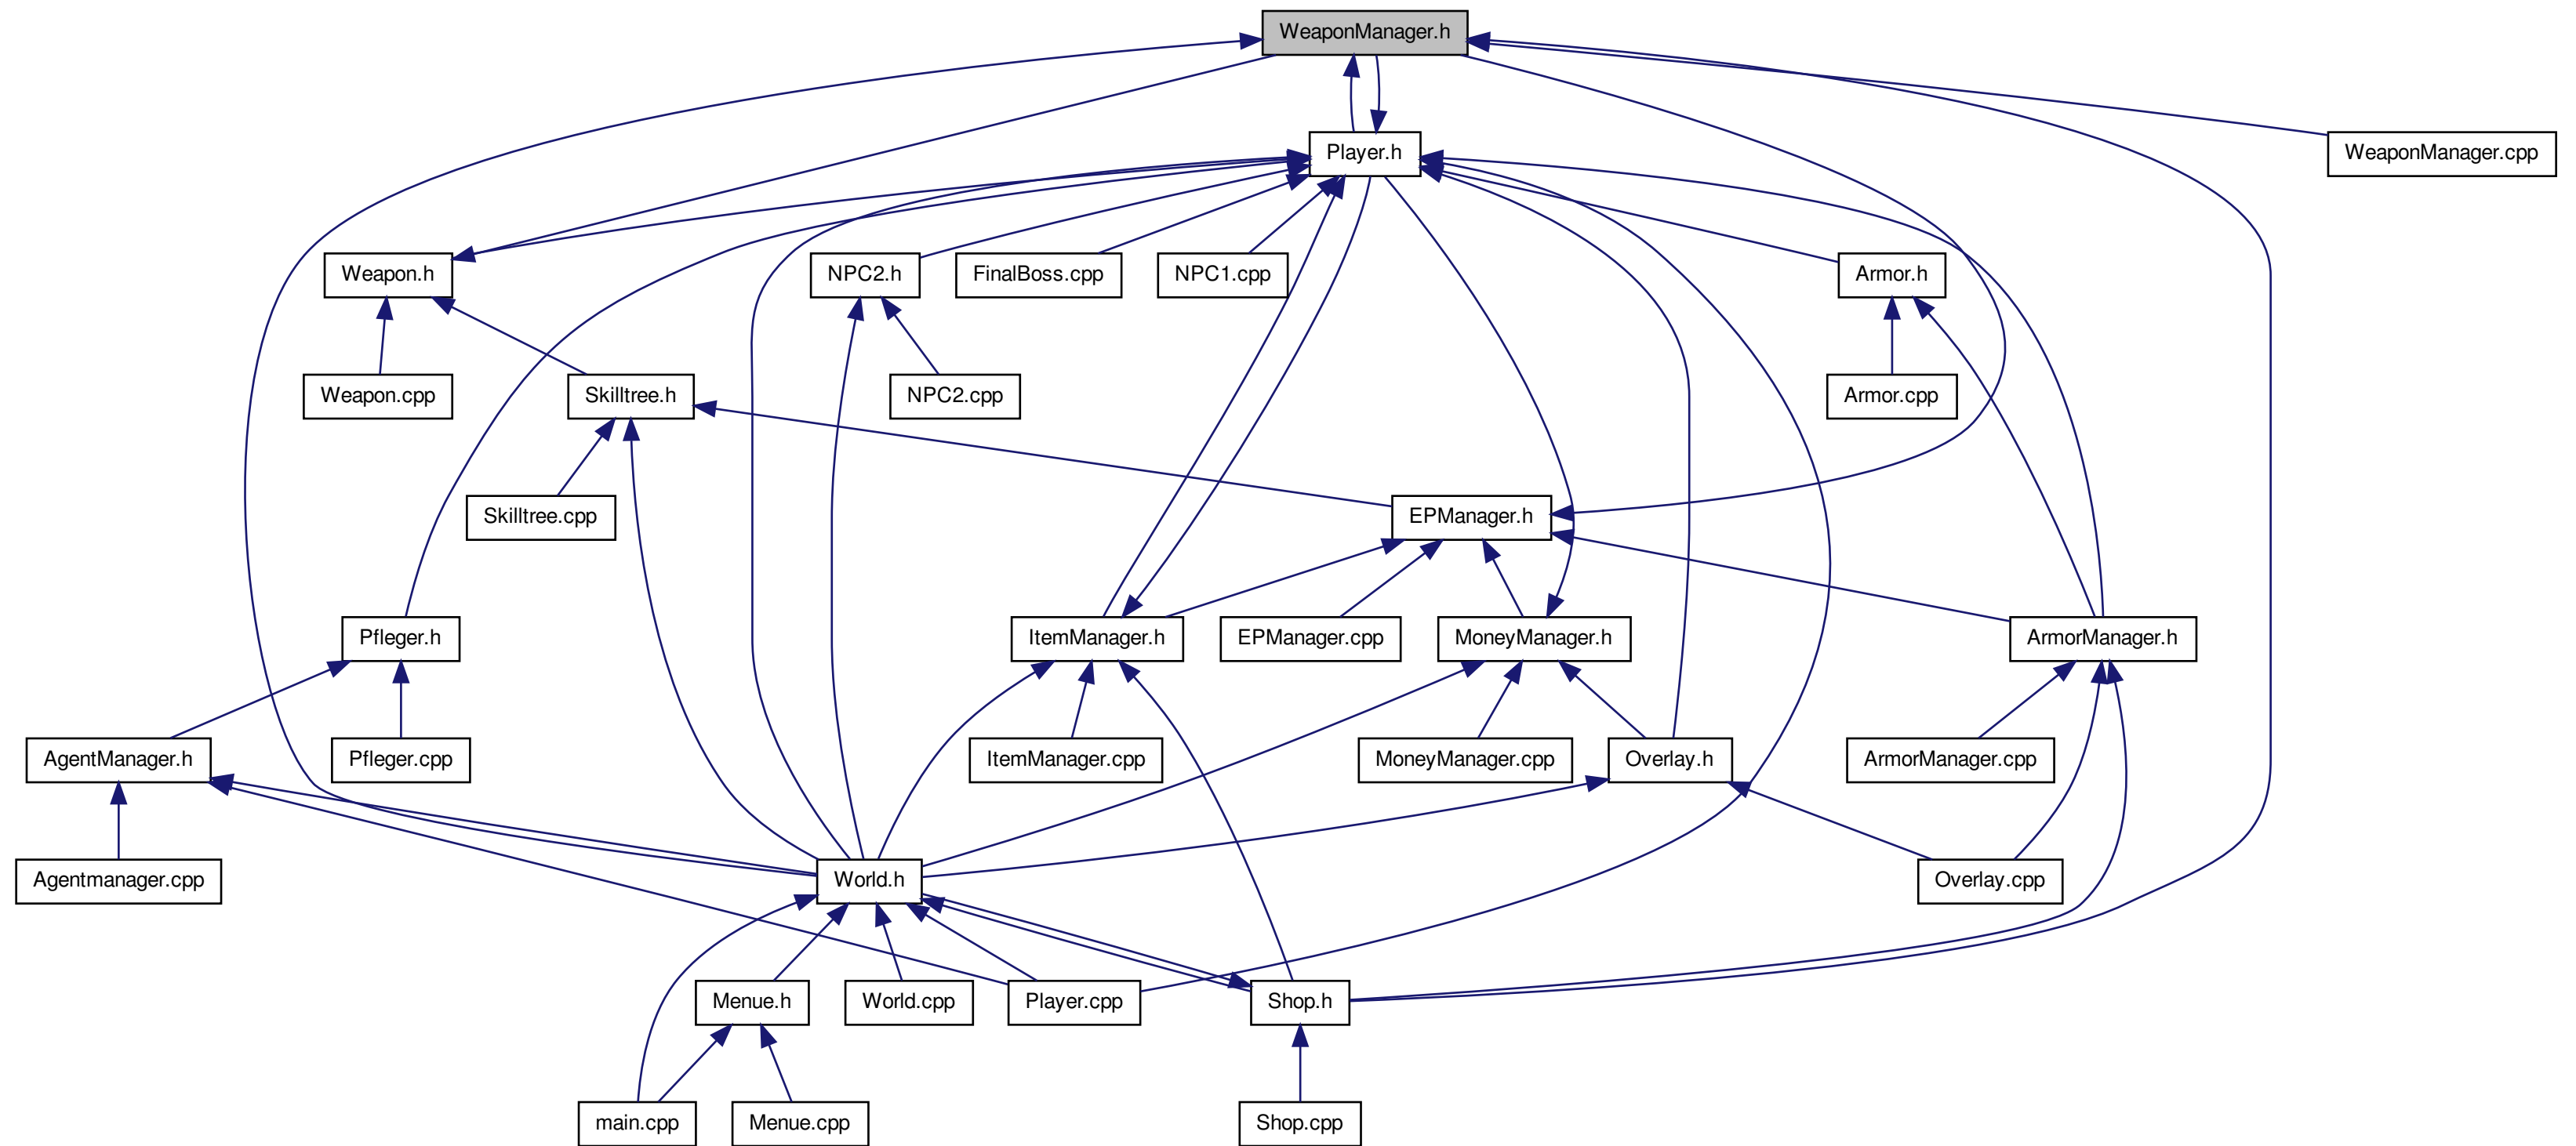 WeaponManager.h
Player.h
WeaponManager.cpp
Weapon.h
NPC2.h
FinalBoss.cpp
NPC1.cpp
Armor.h
Weapon.cpp
Skilltree.h
NPC2.cpp
Armor.cpp
Skilltree.cpp
EPManager.h
Pfleger.h
ItemManager.h
EPManager.cpp
MoneyManager.h
ArmorManager.h
AgentManager.h
Pfleger.cpp
ItemManager.cpp
MoneyManager.cpp
Overlay.h
ArmorManager.cpp
Agentmanager.cpp
World.h
Overlay.cpp
Menue.h
World.cpp
Player.cpp
Shop.h
main.cpp
Menue.cpp
Shop.cpp